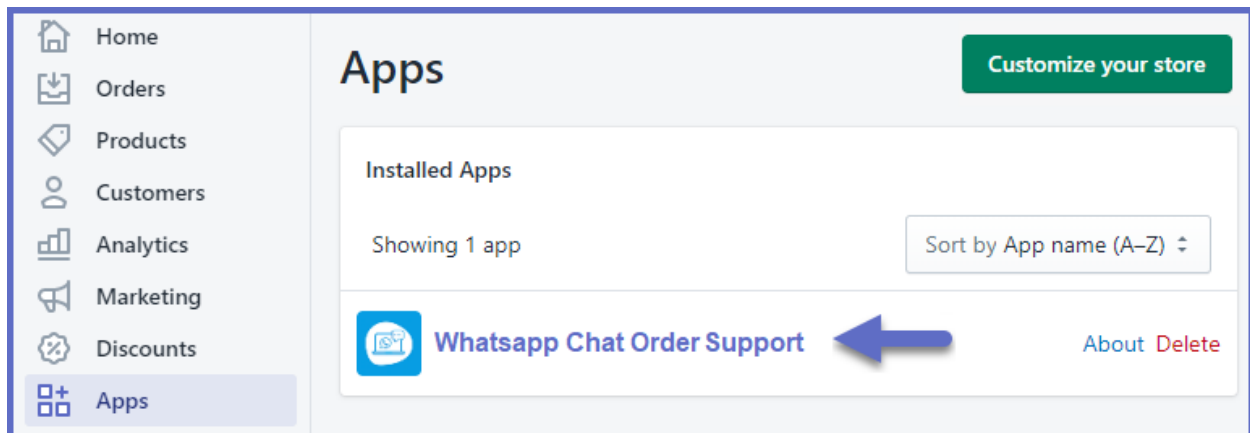 Home
Orders
Products
Customers
Analytics
Marketing
Discounts
Apps
Apps
Customize your store
Installed Apps
Showing 1 app
Sort by App name (A–Z)
Whatsapp Chat Order Support
About Delete